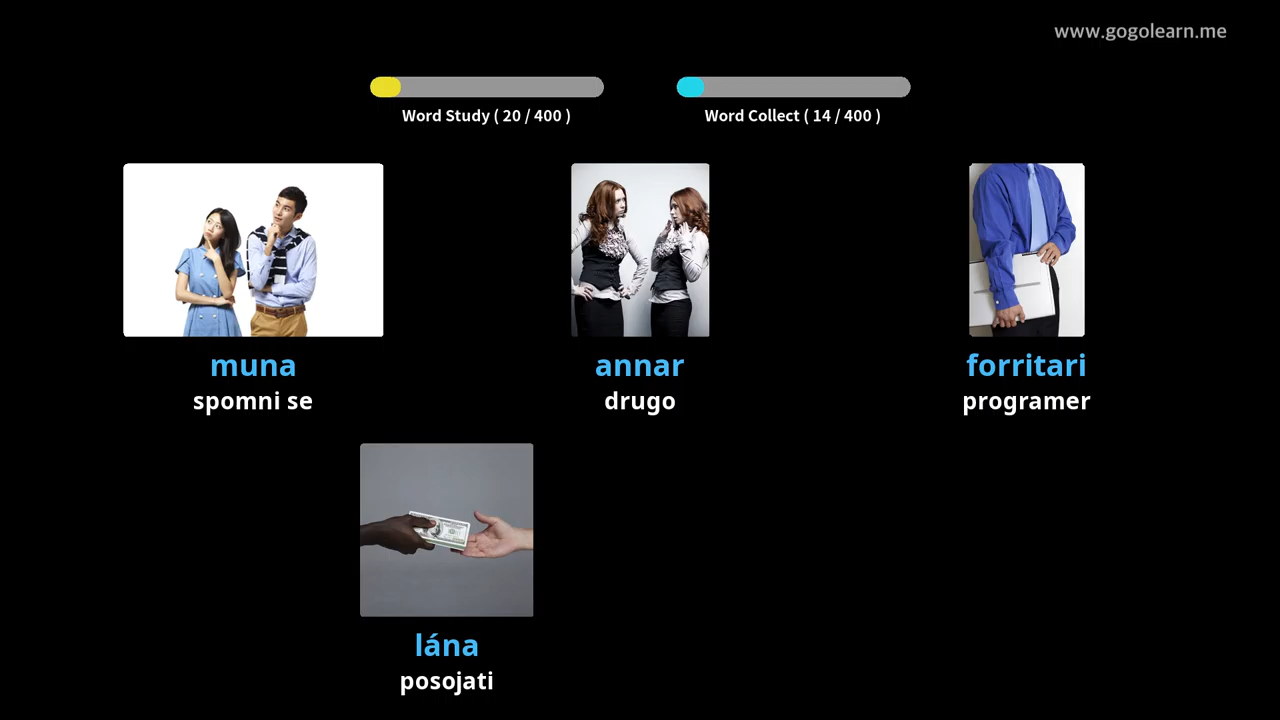 www.gogolearn.me
Word Study ( 20 / 400 )
Word Collect ( 14 / 400 )
muna
spomni se
annar
drugo
forritari
programer
lána
posojati